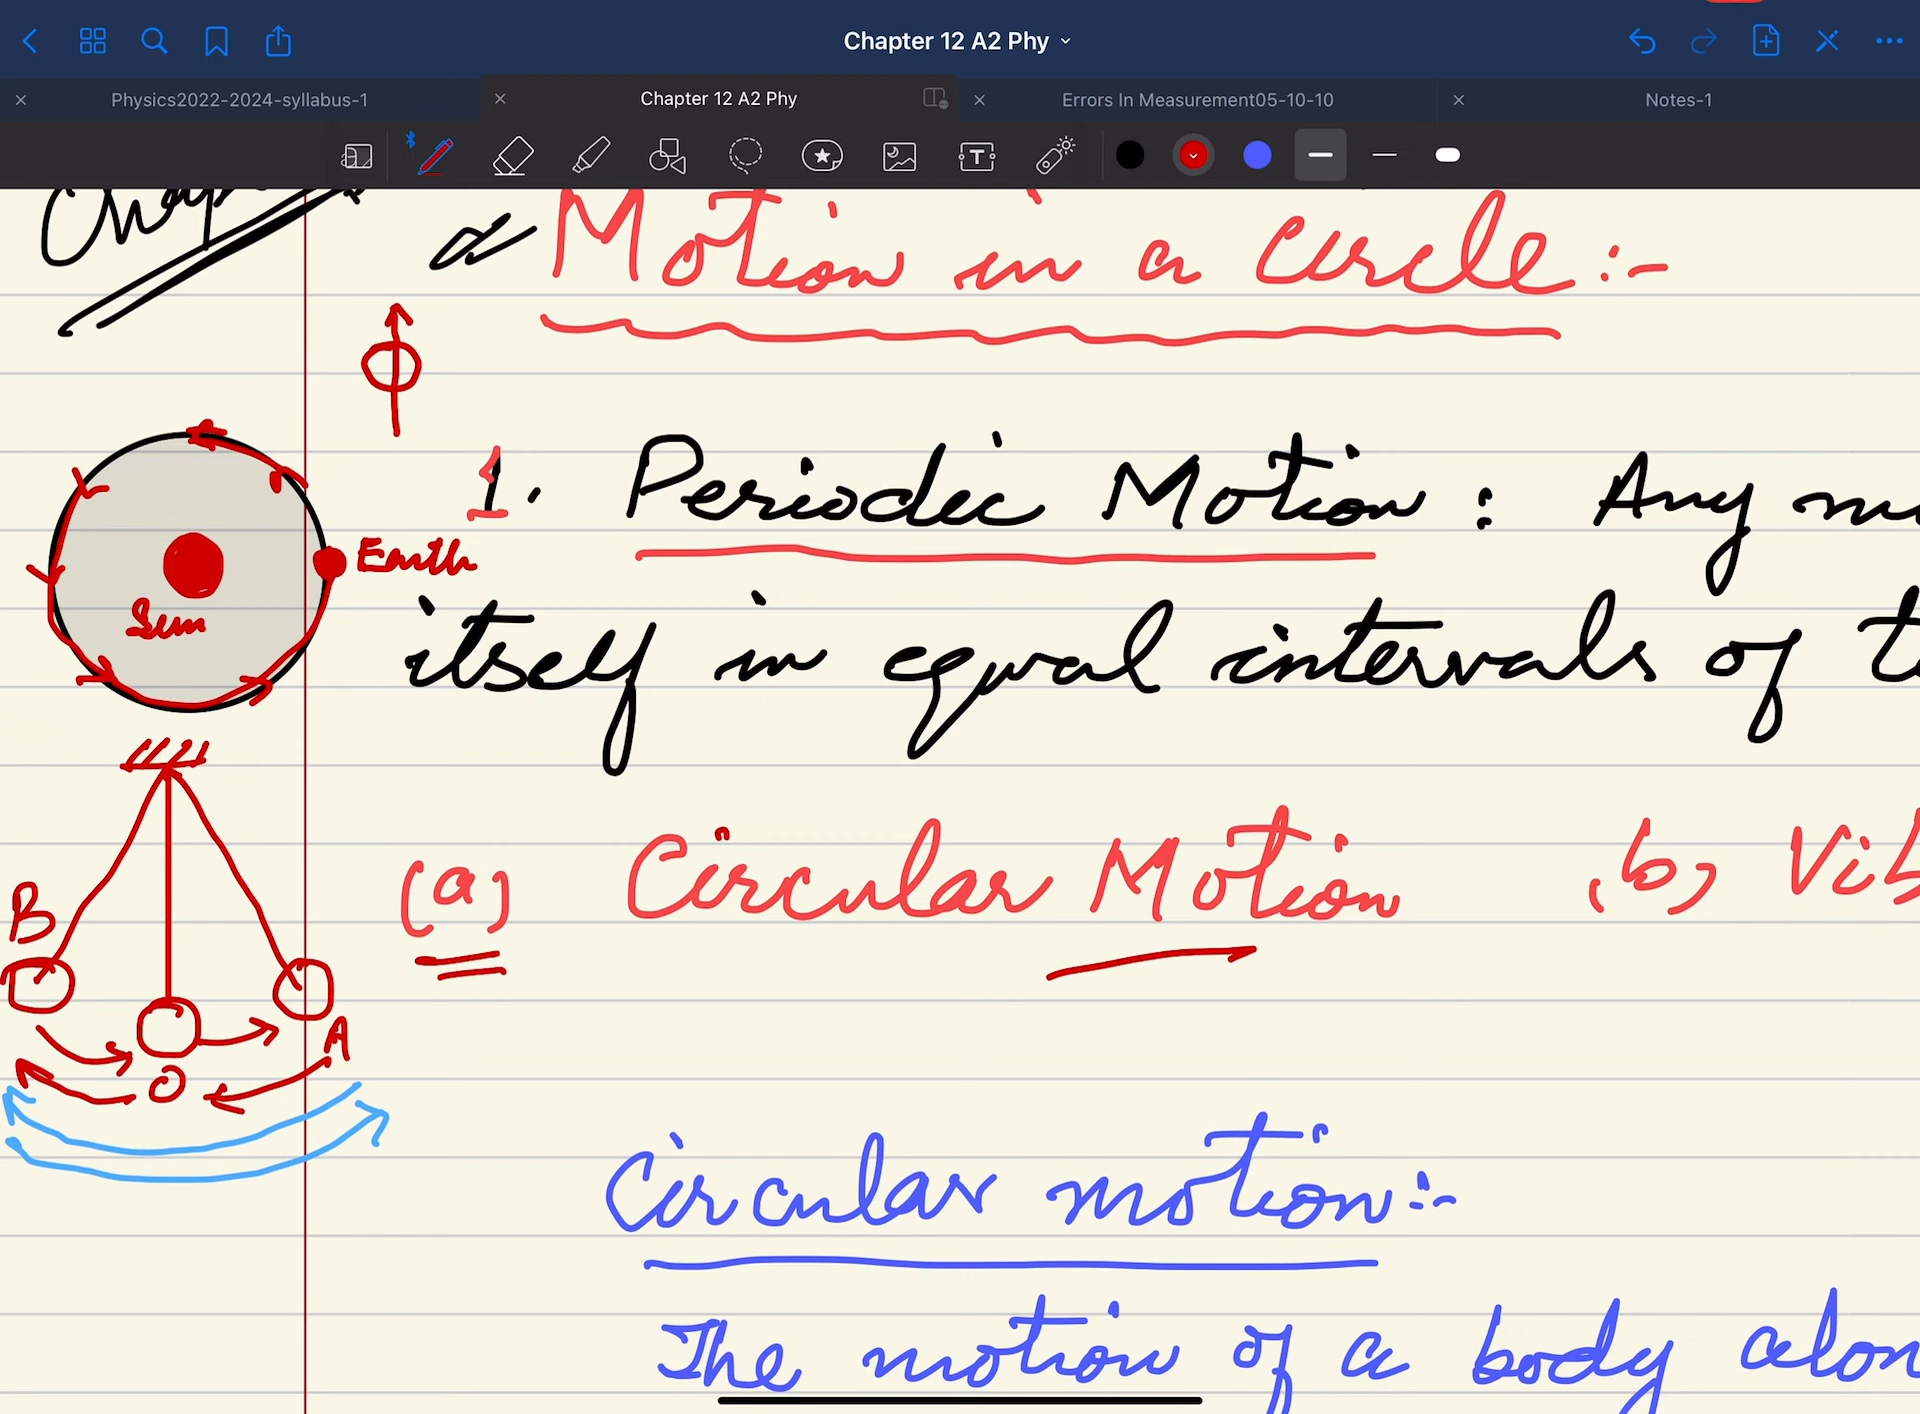 Chapter 12 A2 Phy
Physics2022-2024-syllabus-1
Chapter 12 A2 Phy
Errors In Measurement05-10-10
Notes-1
Motion in a Circle :-
1. Periodic Motion : Any
Earth
Sun
itself in equal intervals of
(a) Circular Motion
(b)
B
A
O
Circular motion :-
The motion of a body